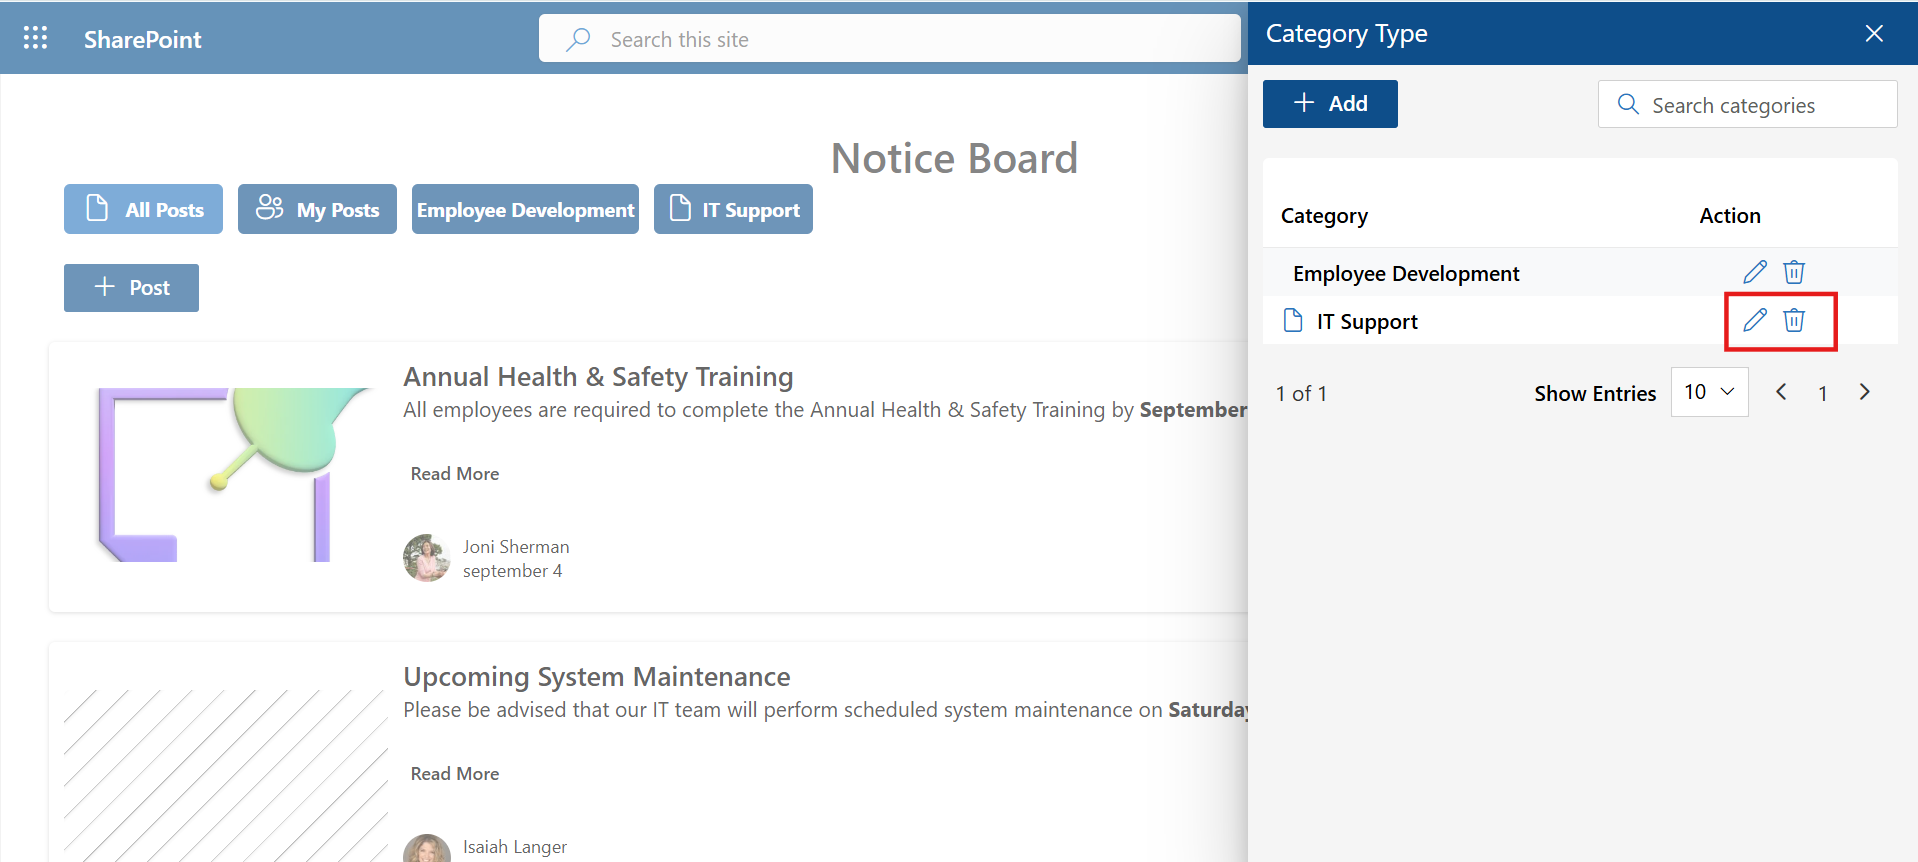 SharePoint
Search this site
Notice Board
All Posts
My Posts
Employee Development
IT Support
Post
Annual Health & Safety Training
All employees are required to complete the Annual Health & Safety Training by September
Read More
Joni Sherman
september 4
Upcoming System Maintenance
Please be advised that our IT team will perform scheduled system maintenance on Saturday
Read More
Isaiah Langer
Category Type
Add
Search categories
Category Action
Employee Development
IT Support
1 of 1 Show Entries 10 1